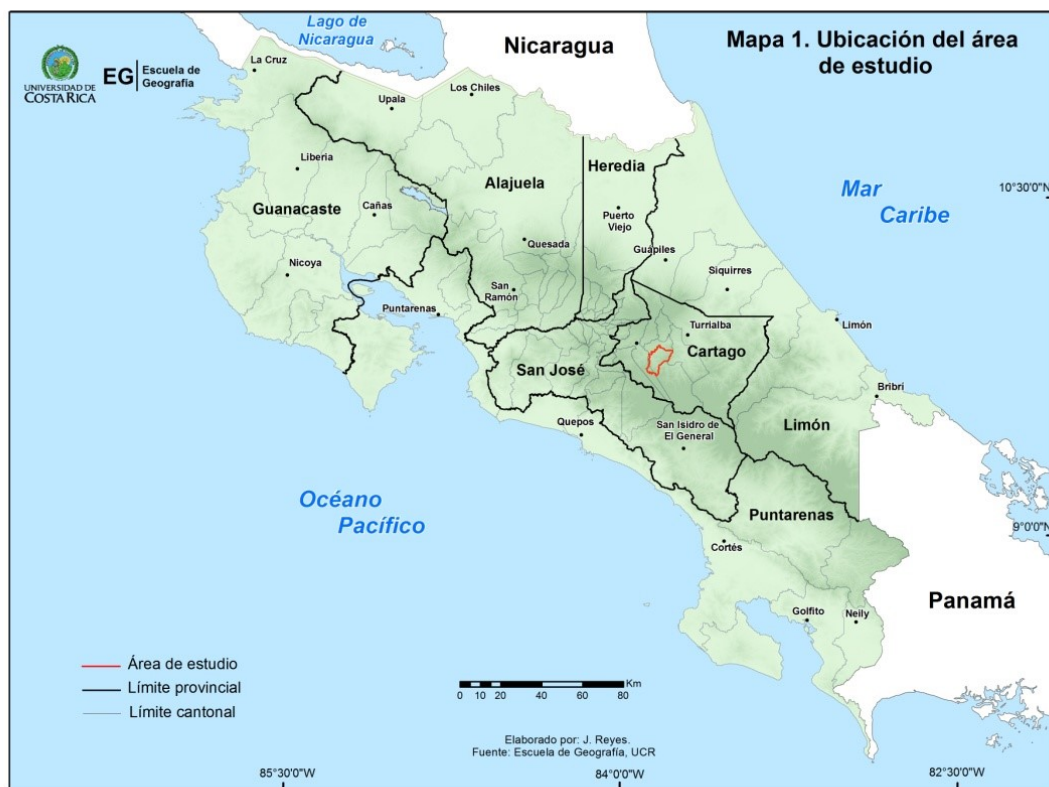 Lago de
Nicaragua
Nicaragua
Mapa 1. Ubicación del área
de estudio
UNIVERSIDAD DE
COSTA RICA
EG
Escuela de
Geografía
La Cruz
Upala
Los Chiles
Liberia
Guanacaste
Cañas
Alajuela
Heredia
Puerto
Viejo
Mar
Caribe
10°30'0"N
Nicoya
Quesada
Guápiles
Siquirres
San
Ramón
Puntarenas
Turrialba
Limón
Cartago
San José
Bribrí
Quepos
San Isidro de
El General
Limón
Océano
Pacífico
Puntarenas
9°0'0"N
Cortés
Golfito
Neily
Panamá
Área de estudio
Límite provincial
Límite cantonal
Km
0 10 20 40 60 80
Elaborado por: J. Reyes.
Fuente: Escuela de Geografía, UCR
85°30'0"W
84°0'0"W
82°30'0"W